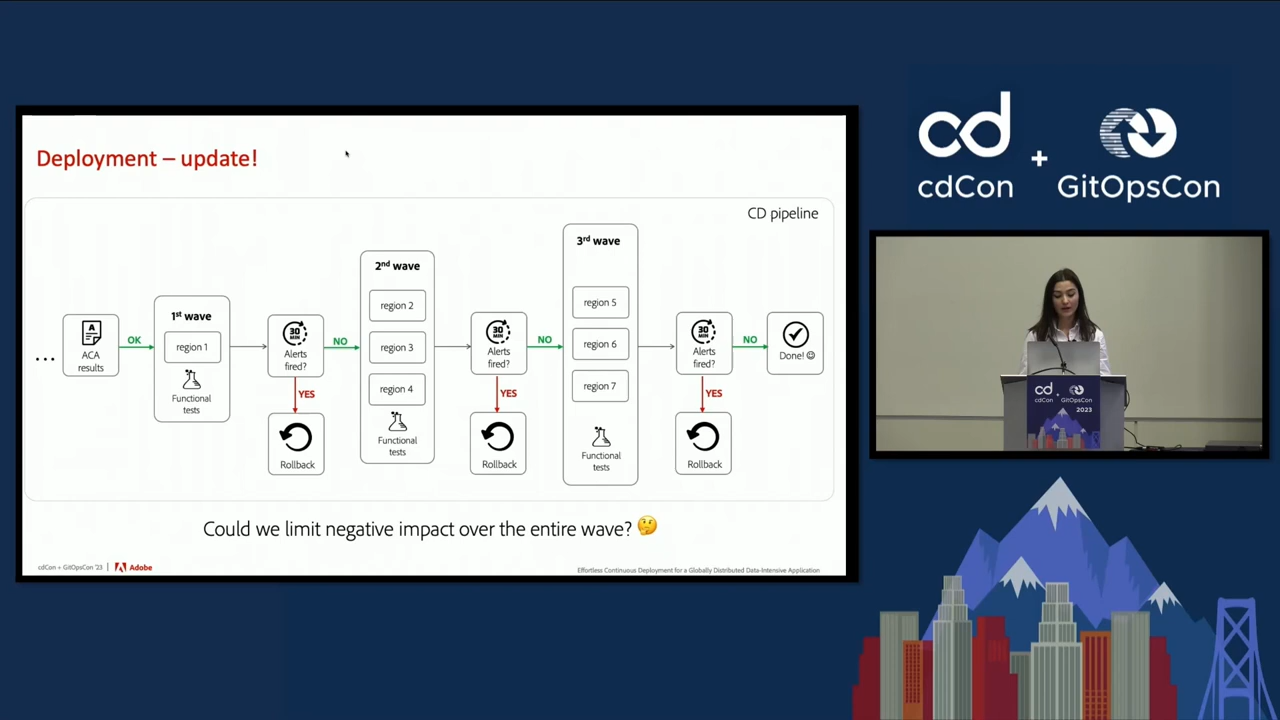 Deployment – update!
CD pipeline
...
A
ACA
results
OK
1st wave
region 1
Functional
tests
30
MIN
Alerts
fired?
YES
Rollback
NO
2nd wave
region 2
region 3
region 4
Functional
tests
30
MIN
Alerts
fired?
YES
Rollback
NO
3rd wave
region 5
region 6
region 7
Functional
tests
30
MIN
Alerts
fired?
YES
Rollback
NO
Done! ☺
Could we limit negative impact over the entire wave? 🤔
cdCon + GitOpsCon '23 | Adobe
Effortless Continuous Deployment for a Globally Distributed Data-Intensive Application
cd
cdCon
+
GitOpsCon
cd
cdCon
GitOpsCon
2023